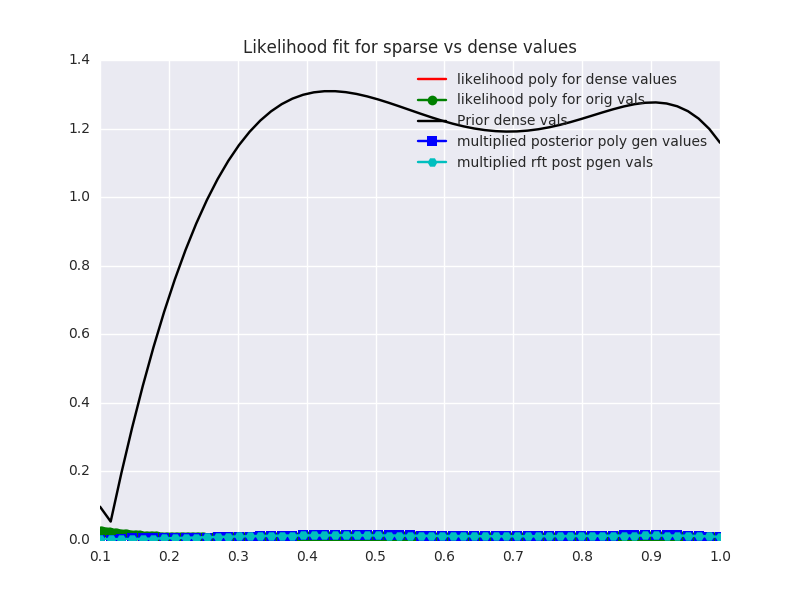 Likelihood fit for sparse vs dense values
1.4
1.2
1.0
0.8
0.6
0.4
0.2
0.0
likelihood poly for dense values
likelihood poly for orig vals
Prior dense vals
multiplied posterior poly gen values
multiplied rft post pgen vals
0.1 0.2 0.3 0.4 0.5 0.6 0.7 0.8 0.9 1.0